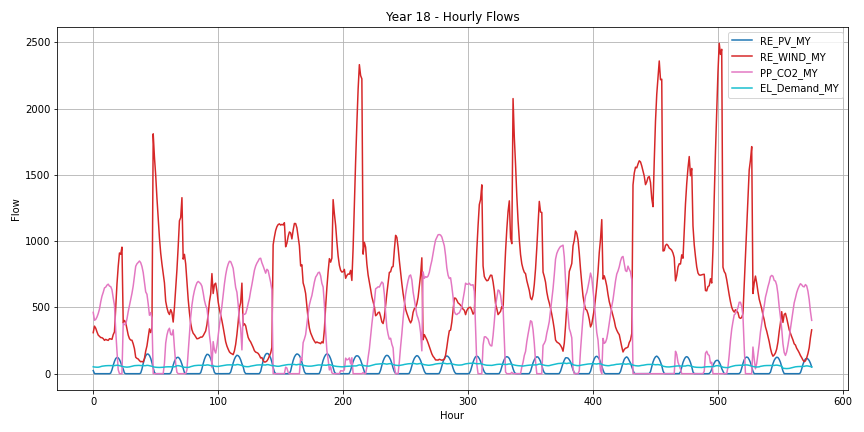 Year 18 - Hourly Flows
RE_PV_MY
RE_WIND_MY
PP_CO2_MY
EL_Demand_MY
Flow
2500
2000
1500
1000
500
0
0
100
200
300
400
500
600
Hour